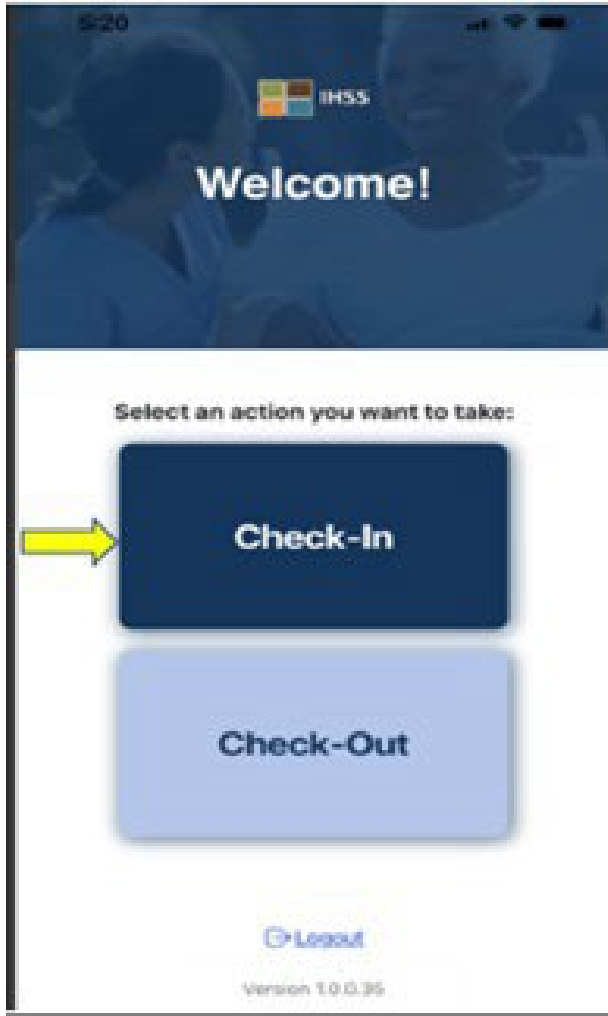 5:20
IHSS
Welcome!
Select an action you want to take:
Check-In
Check-Out
Logout
Version 1.0.0.35